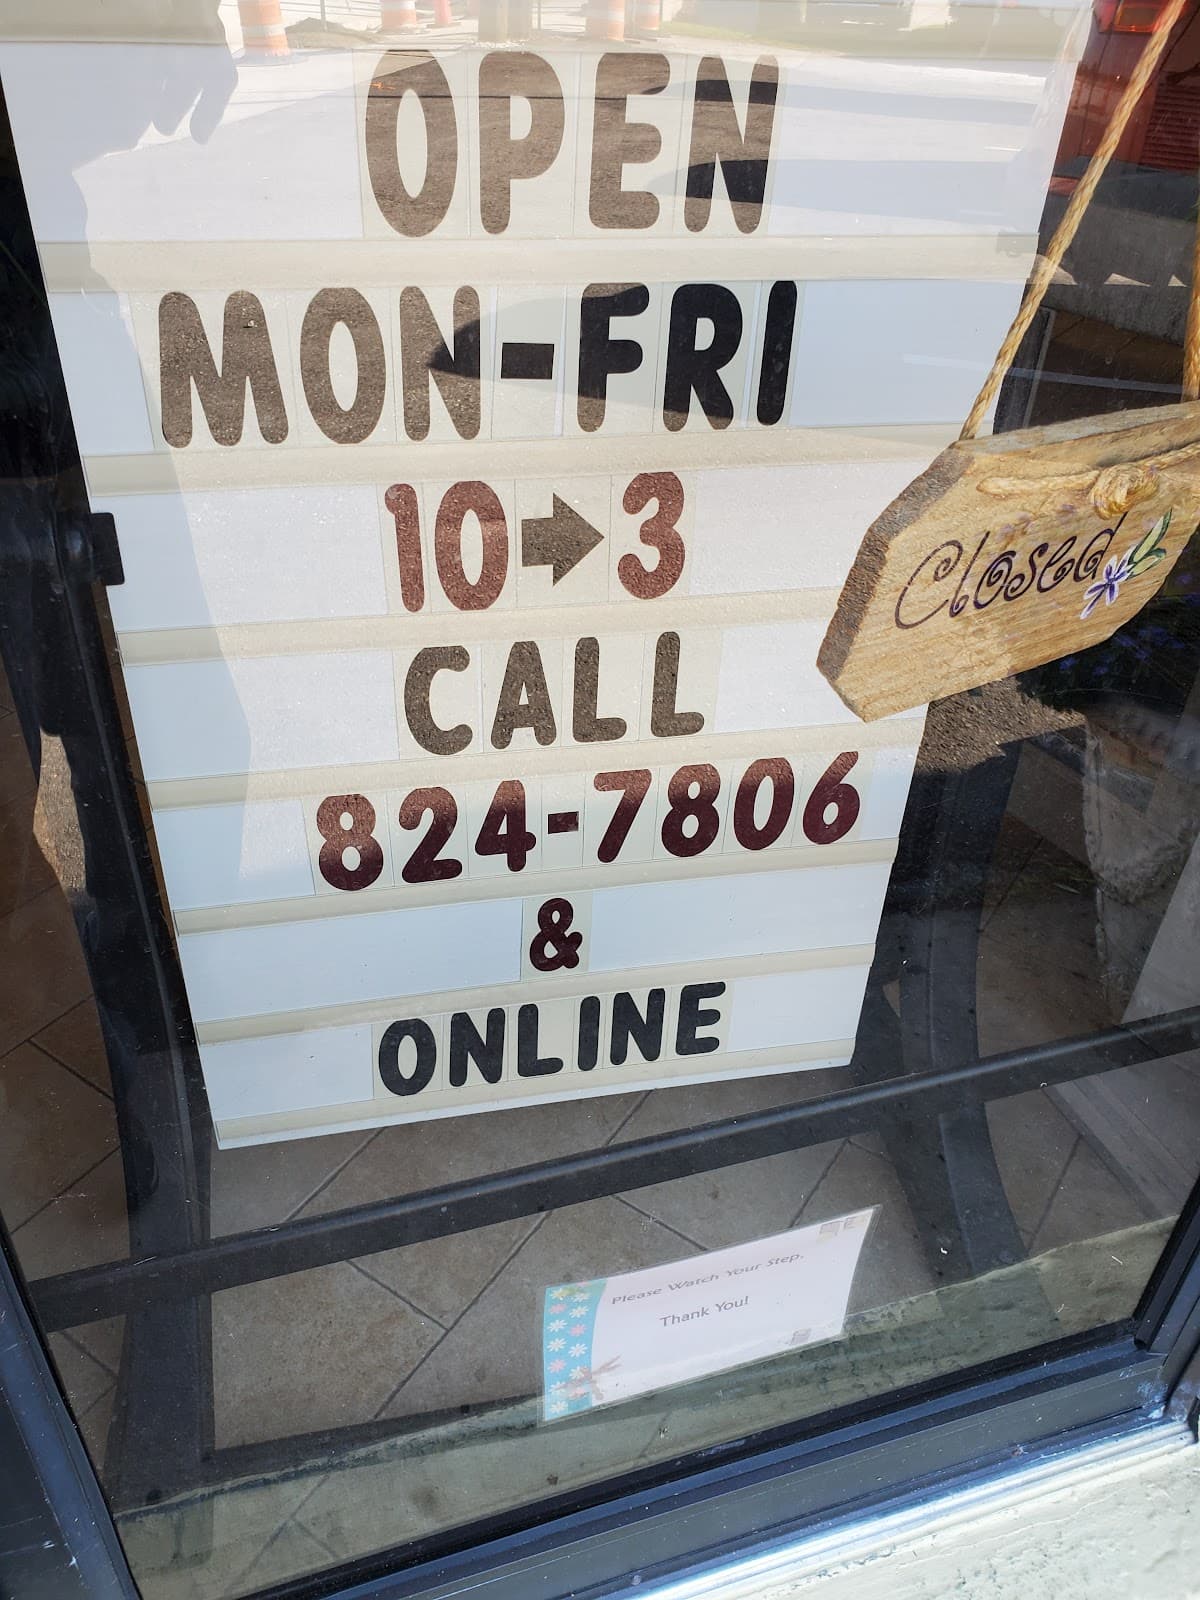 OPEN
MON-FRI
10→3
CALL
824-7806
&
ONLINE
Closed
Please Watch Your Step.
Thank You!